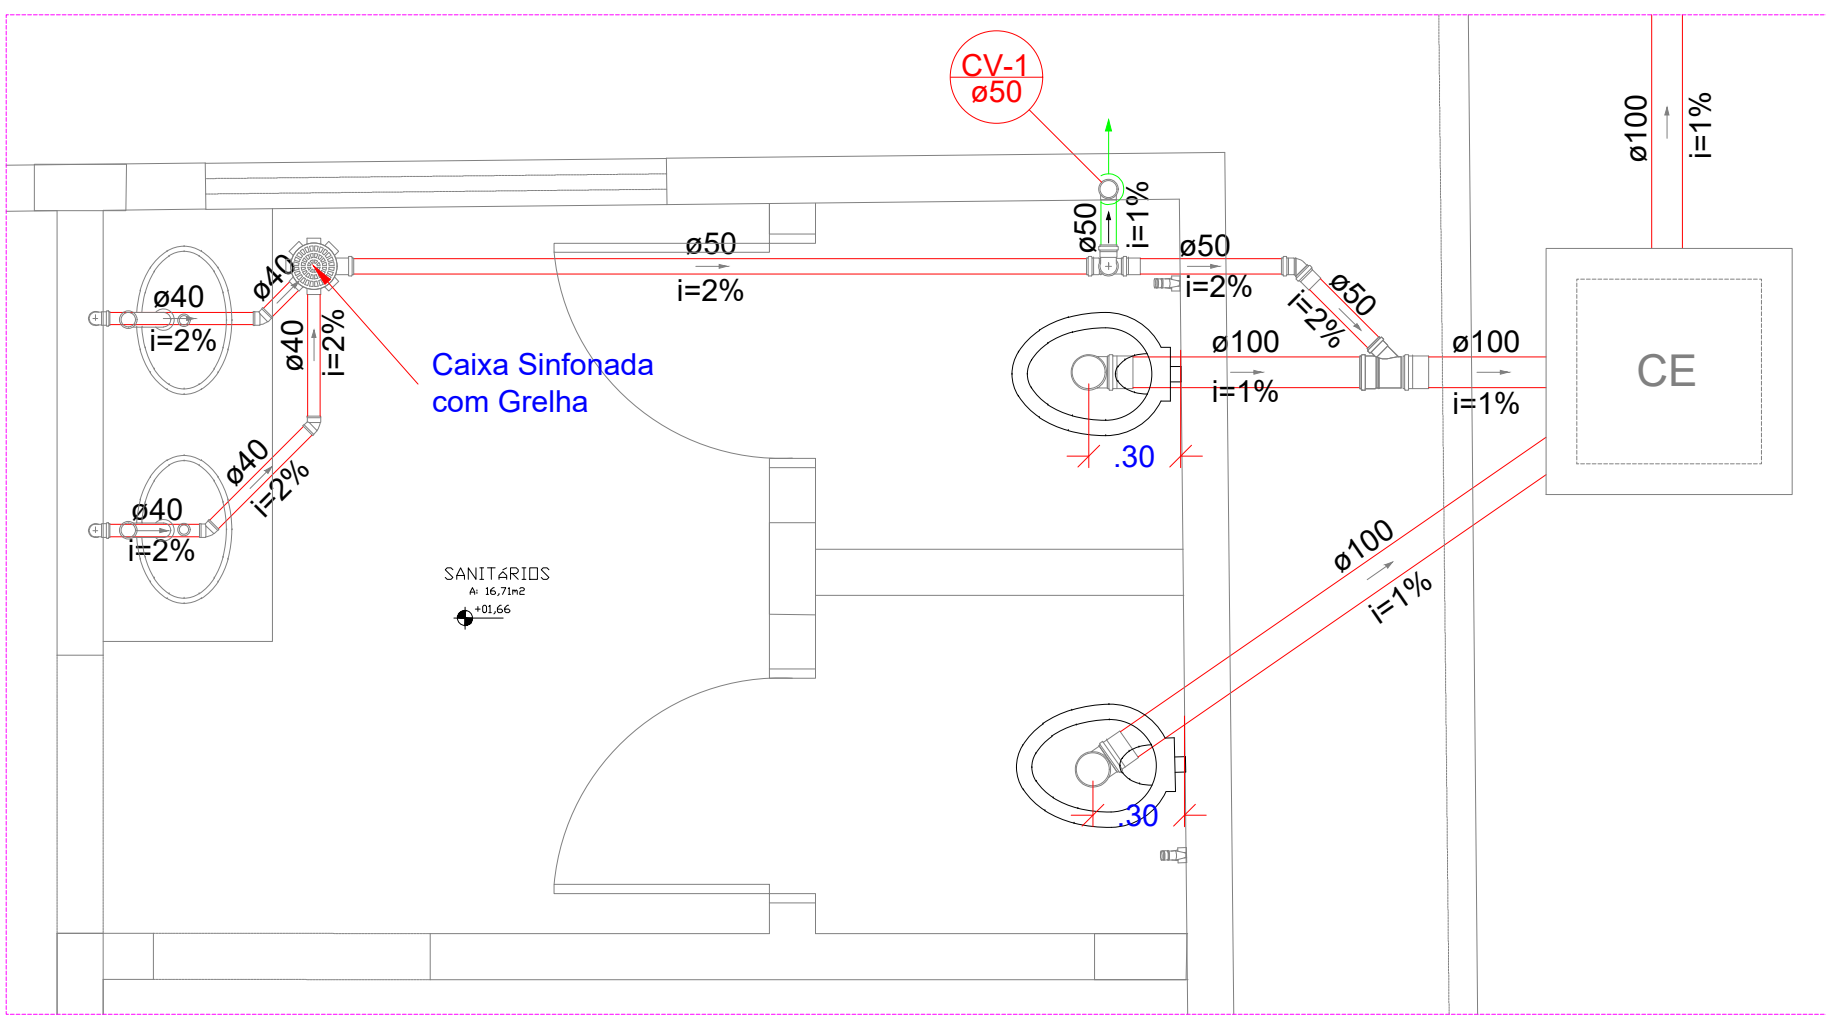 CV-1
ø50
ø100
i=1%
ø50
i=1%
ø50
i=2%
ø50
i=2%
ø50
i=2%
ø40
i=2%
ø40
ø40
i=2%
Caixa Sinfonada
com Grelha
ø100
i=1%
ø100
i=1%
CE
.30
ø40
i=2%
ø40
i=2%
SANITáRIOS
A: 16,71m2
+01,66
ø100
i=1%
.30